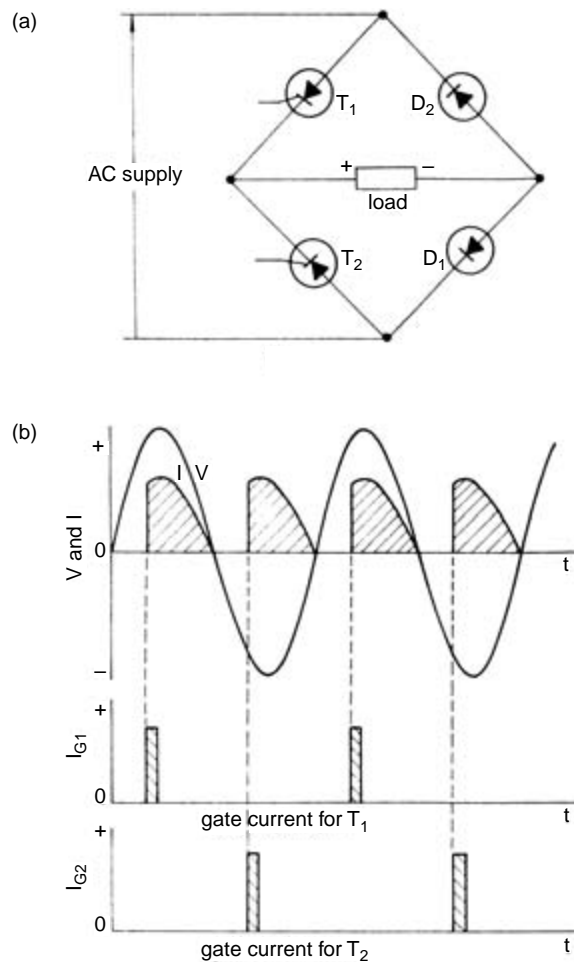 (a)
T1
D2
AC supply
+ –
load
T2
D1
(b)
+
I V
V and I
0
t
–
+
IG1
0
gate current for T1
t
+
IG2
0
gate current for T2
t